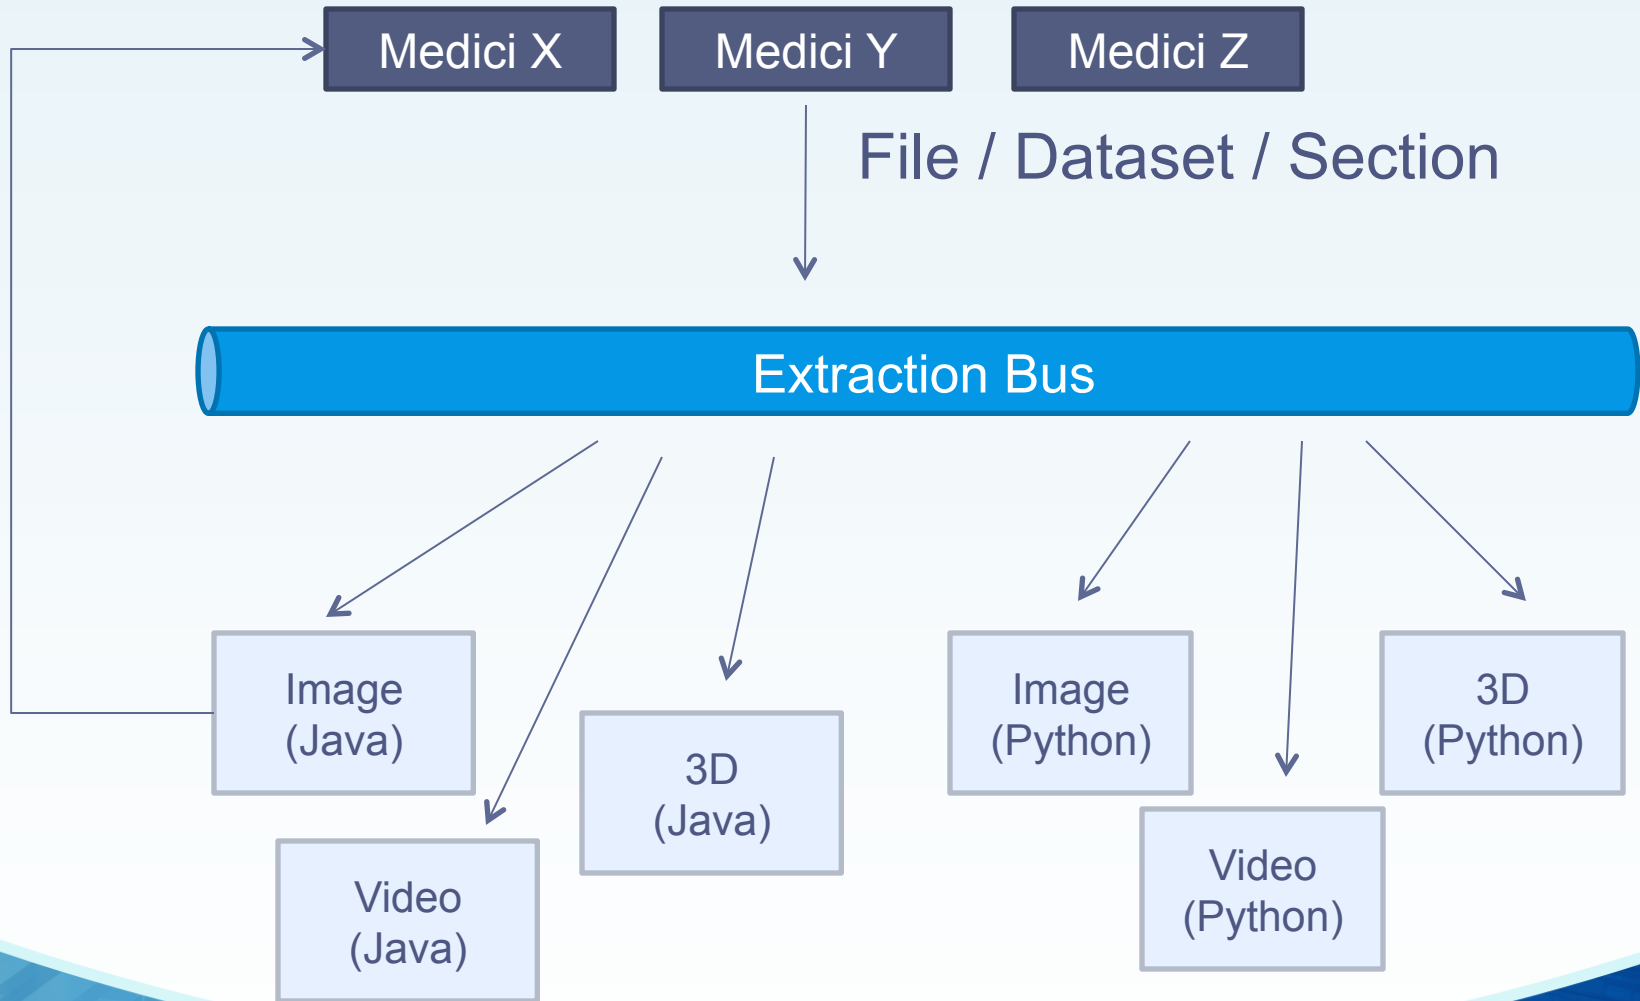 Medici X
Medici Y
Medici Z
File / Dataset / Section
Extraction Bus
Image
(Java)
Video
(Java)
3D
(Java)
Image
(Python)
Video
(Python)
3D
(Python)